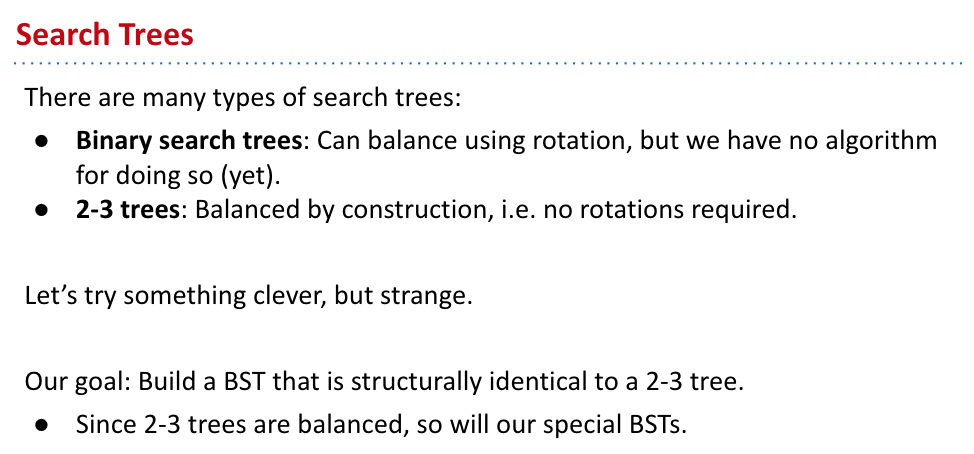 Search Trees
There are many types of search trees:
● Binary search trees: Can balance using rotation, but we have no algorithm
for doing so (yet).
● 2-3 trees: Balanced by construction, i.e. no rotations required.
Let’s try something clever, but strange.
Our goal: Build a BST that is structurally identical to a 2-3 tree.
● Since 2-3 trees are balanced, so will our special BSTs.